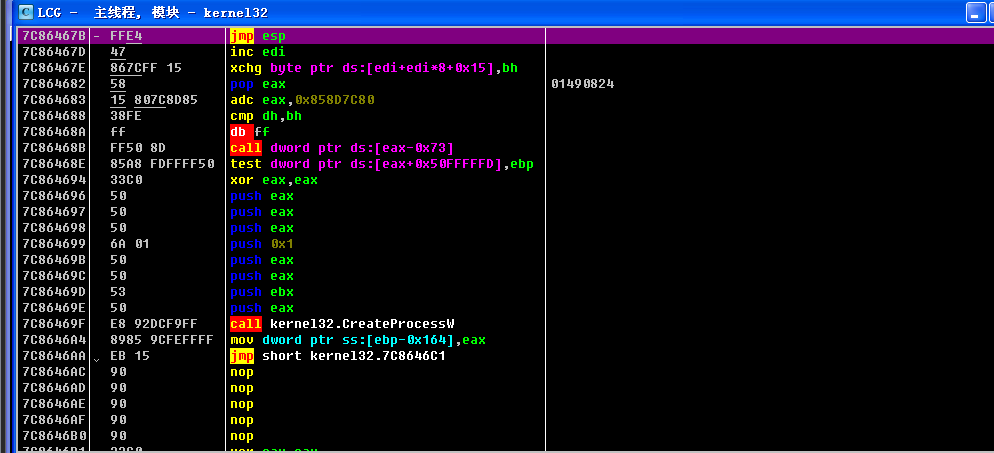 C LCG - 主线程, 模块 - kernel32
7C86467B - FFE4 jmp esp
7C86467D 47 inc edi
7C86467E 867CFF 15 xchg byte ptr ds:[edi+edi*8+0x15],bh
7C864682 58 pop eax 01490824
7C864683 15 807C8D85 adc eax,0x858D7C80
7C864688 38FE cmp dh,bh
7C86468A ff db ff
7C86468B FF50 8D call dword ptr ds:[eax-0x73]
7C86468E 85A8 FDFFFF50 test dword ptr ds:[eax+0x50FFFFFD],ebp
7C864694 33C0 xor eax,eax
7C864696 50 push eax
7C864697 50 push eax
7C864698 50 push eax
7C864699 6A 01 push 0x1
7C86469B 50 push eax
7C86469C 50 push eax
7C86469D 53 push ebx
7C86469E 50 push eax
7C86469F E8 92DCF9FF call kernel32.CreateProcessW
7C8646A4 8985 9CFEFFFF mov dword ptr ss:[ebp-0x164],eax
7C8646AA EB 15 jmp short kernel32.7C8646C1
7C8646AC 90 nop
7C8646AD 90 nop
7C8646AE 90 nop
7C8646AF 90 nop
7C8646B0 90 nop
7C8646B1 33C0 xor eax,eax